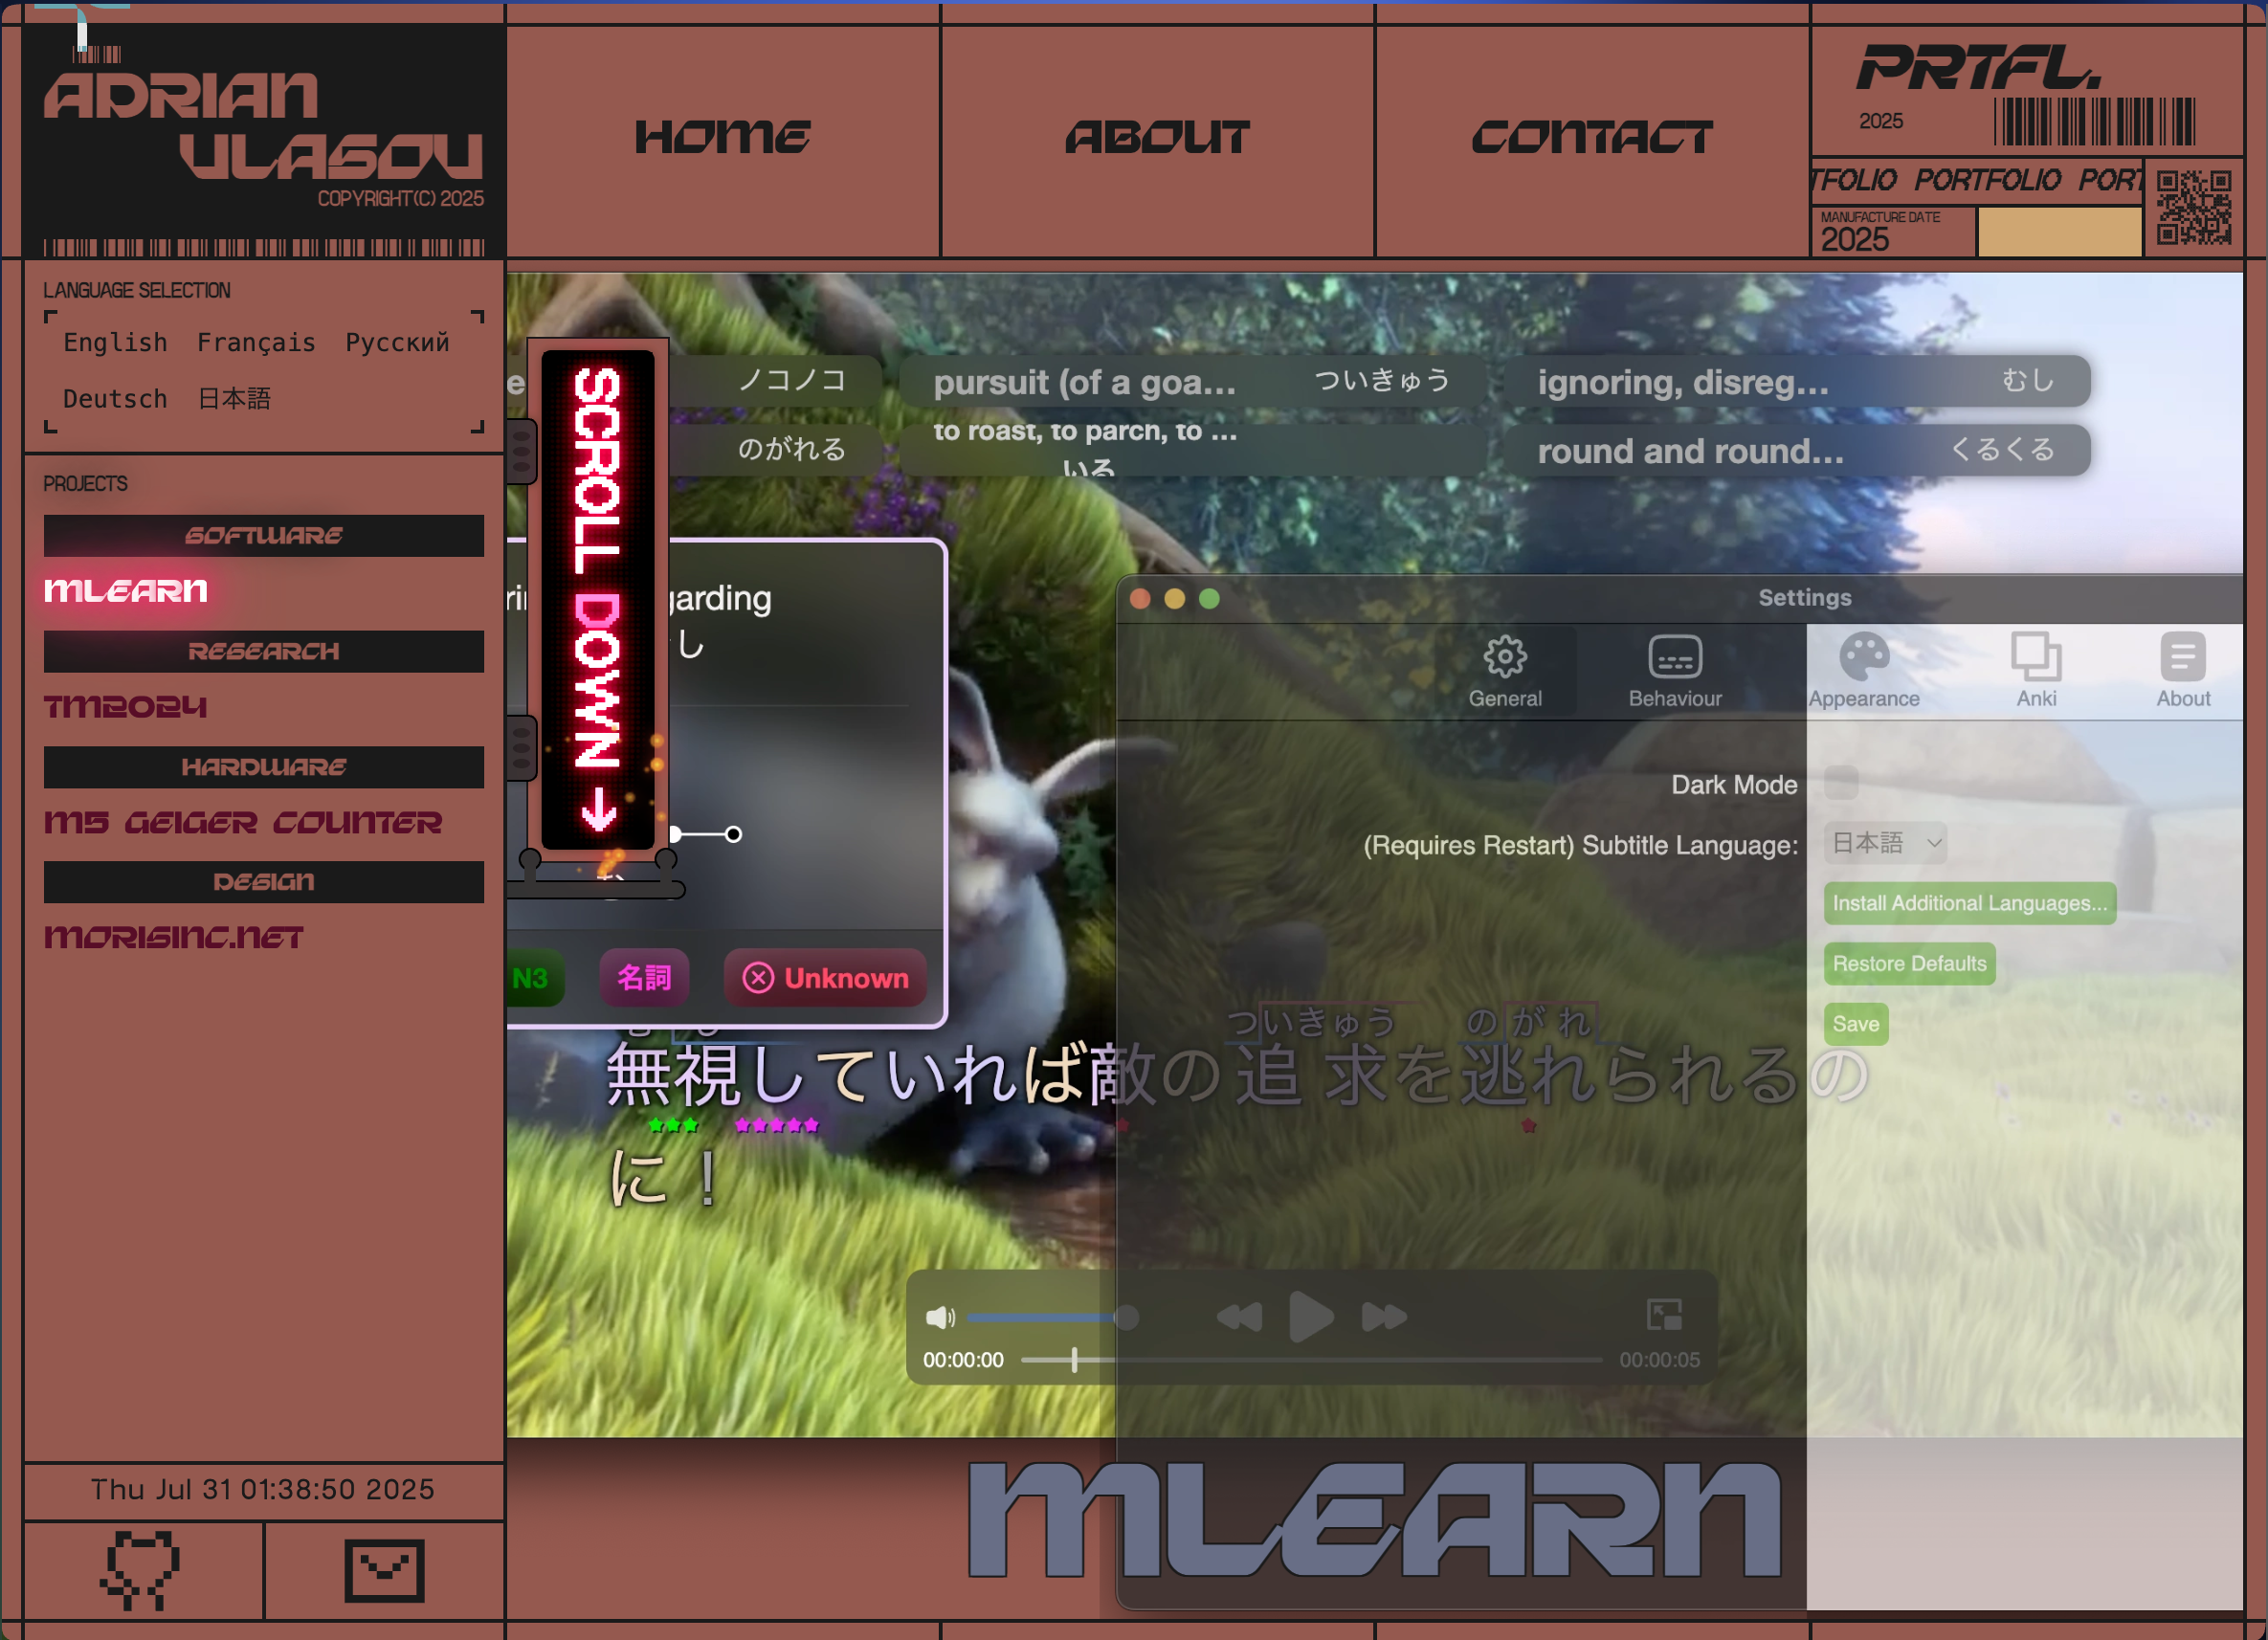 ADRIAN
VLASOV
COPYRIGHT(C) 2025
HOME
ABOUT
CONTACT
PRTFL.
2025
TFOLIO PORTFOLIO PORT
MANUFACTURE DATE
2025
LANGUAGE SELECTION
English Français Русский
Deutsch 日本語
PROJECTS
SOFTWARE
MLEARN
RESEARCH
TM2024
HARDWARE
M5 GEIGER COUNTER
DESIGN
MORISINC.NET
Thu Jul 31 01:38:50 2025
SCROLL DOWN →
ノコノコ
pursuit (of a goa... ついきゅう
ignoring, disreg... むし
のがれる
to roast, to parch, to ...
いる
round and round... くるくる
garding
し
N3 名詞 Unknown
Settings
General Behaviour Appearance Anki About
Dark Mode
(Requires Restart) Subtitle Language: 日本語
Install Additional Languages...
Restore Defaults
Save
ついきゅう のがれ
無視していれば敵の追求を逃れられるの
に！
00:00:00 00:00:05
MLEARN